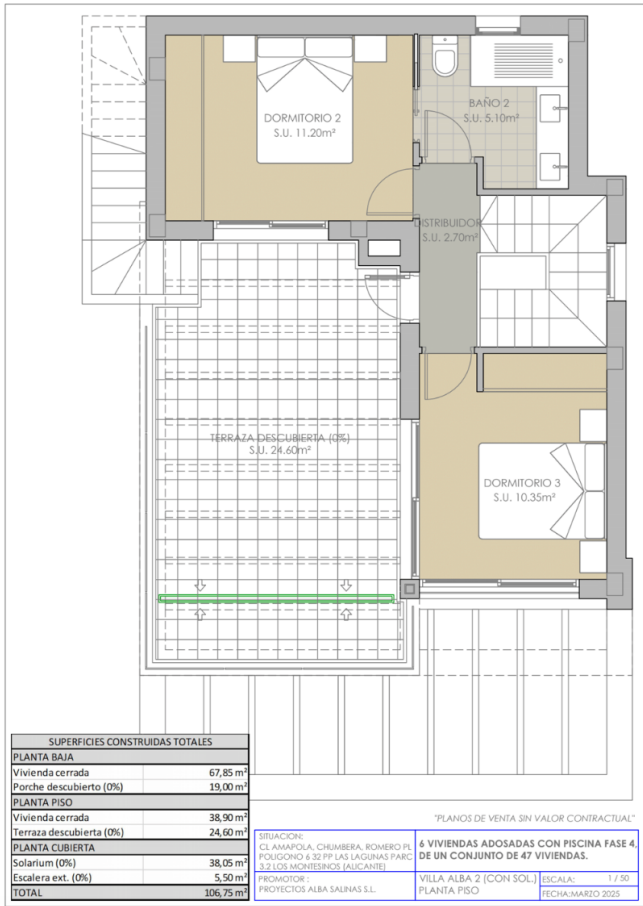 DORMITORIO 2
S.U. 11.20m²
BAÑO 2
S.U. 5.10m²
DISTRIBUIDOR
S.U. 2.70m²
TERRAZA DESCUBIERTA (0%)
S.U. 24.60m²
DORMITORIO 3
S.U. 10.35m²
SUPERFICIES CONSTRUIDAS TOTALES
PLANTA BAJA
Vivienda cerrada 67,85 m²
Porche descubierto (0%) 19,00 m²
PLANTA PISO
Vivienda cerrada 38,90 m²
Terraza descubierta (0%) 24,60 m²
PLANTA CUBIERTA
Solarium (0%) 38,05 m²
Escalera ext. (0%) 5,50 m²
TOTAL 106,75 m²
"PLANOS DE VENTA SIN VALOR CONTRACTUAL"
SITUACION:
CL AMAPOLA, CHUMBERA, ROMERO PL
POLIGONO 6 32 PP LAS LAGUNAS PARC
3.2 LOS MONTESINOS (ALICANTE)
6 VIVIENDAS ADOSADAS CON PISCINA FASE 4,
DE UN CONJUNTO DE 47 VIVIENDAS.
PROMOTOR :
PROYECTOS ALBA SALINAS S.L.
VILLA ALBA 2 (CON SOL.)
PLANTA PISO
ESCALA: 1 / 50
FECHA:MARZO 2025